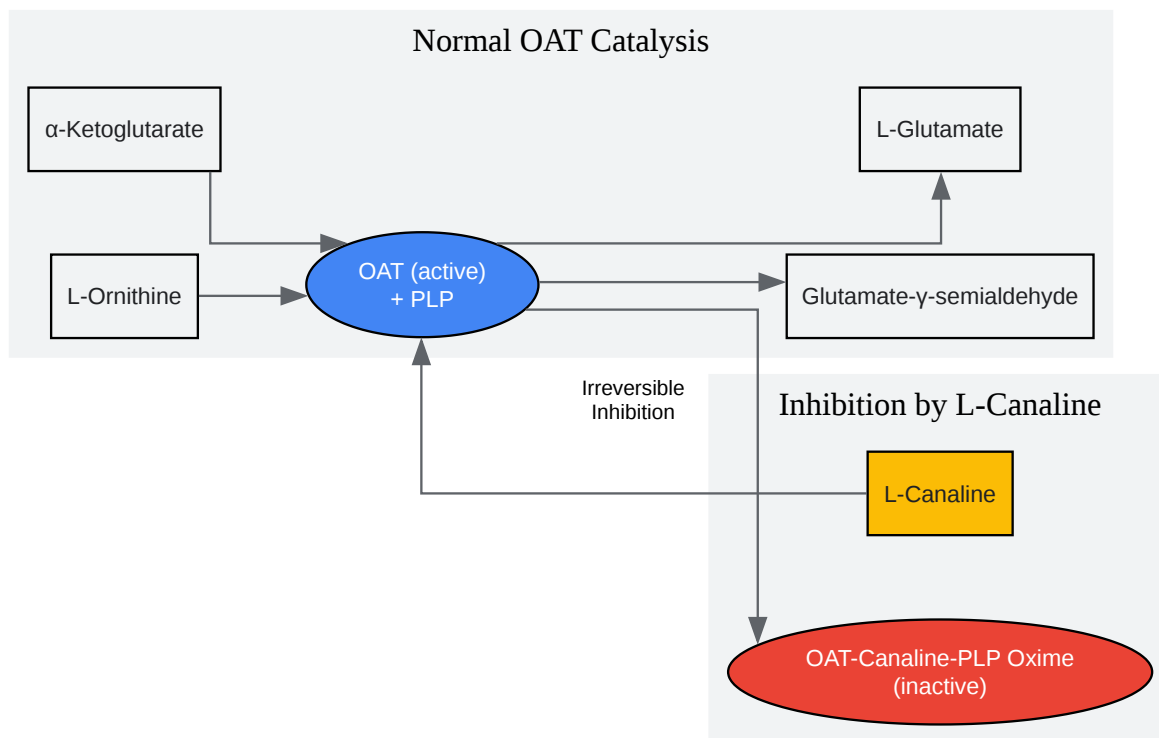 Normal OAT Catalysis
α-Ketoglutarate
L-Glutamate
L-Ornithine
OAT (active)
+ PLP
Glutamate-γ-semialdehyde
Irreversible
Inhibition
Inhibition by L-Canaline
L-Canaline
OAT-Canaline-PLP Oxime
(inactive)